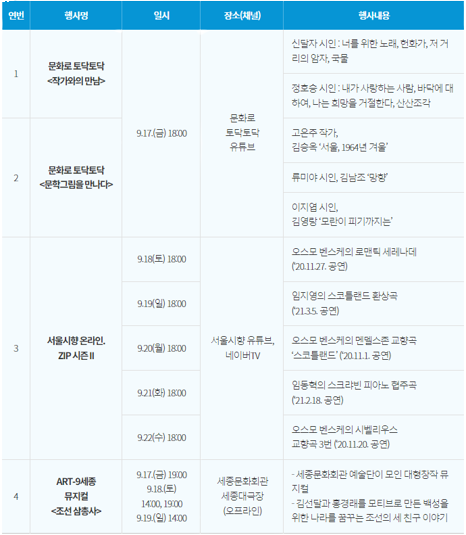 연번 행사명 일시 장소(채널) 행사내용
1
문화로 토닥토닥
<작가와의 만남>
9.17.(금) 18:00
문화로
토닥토닥
유튜브
신달자 시인 : 너를 위한 노래, 헌화가, 저 거
리의 암자, 국물
정호승 시인 : 내가 사랑하는 사람, 바닥에 대
하여, 나는 희망을 거절한다, 산산조각
2
문화로 토닥토닥
<문학그림을 만나다>
고은주 작가,
김승옥 '서울, 1964년 겨울'
류미야 시인, 김남조 '망향'
이지엽 시인,
김영랑 '모란이 피기까지는'
3
서울시향 온라인.
ZIP 시즌 II
서울시향 유튜브,
네이버TV
9.18(토) 18:00
오스모 벤스케의 로맨틱 세레나데
('20.11.27. 공연)
9.19(일) 18:00
임지영의 스코틀랜드 환상곡
('21.3.5. 공연)
9.20(월) 18:00
오스모 벤스케의 멘델스존 교향곡
'스코틀랜드' ('20.11.1. 공연)
9.21(화) 18:00
임동혁의 스크랴빈 피아노 협주곡
('21.2.18. 공연)
9.22(수) 18:00
오스모 벤스케의 시벨리우스
교향곡 3번 ('20.11.20. 공연)
4
ART-9세종
뮤지컬
<조선 삼총사>
9.17.(금) 19:00
9.18.(토)
14:00, 19:00
9.19.(일) 14:00
세종문화회관
세종대극장
(오프라인)
- 세종문화회관 예술단이 모인 대형창작 뮤
지컬
- 김선달과 홍경래를 모티브로 만든 백성을
위한 나라를 꿈꾸는 조선의 세 친구 이야기